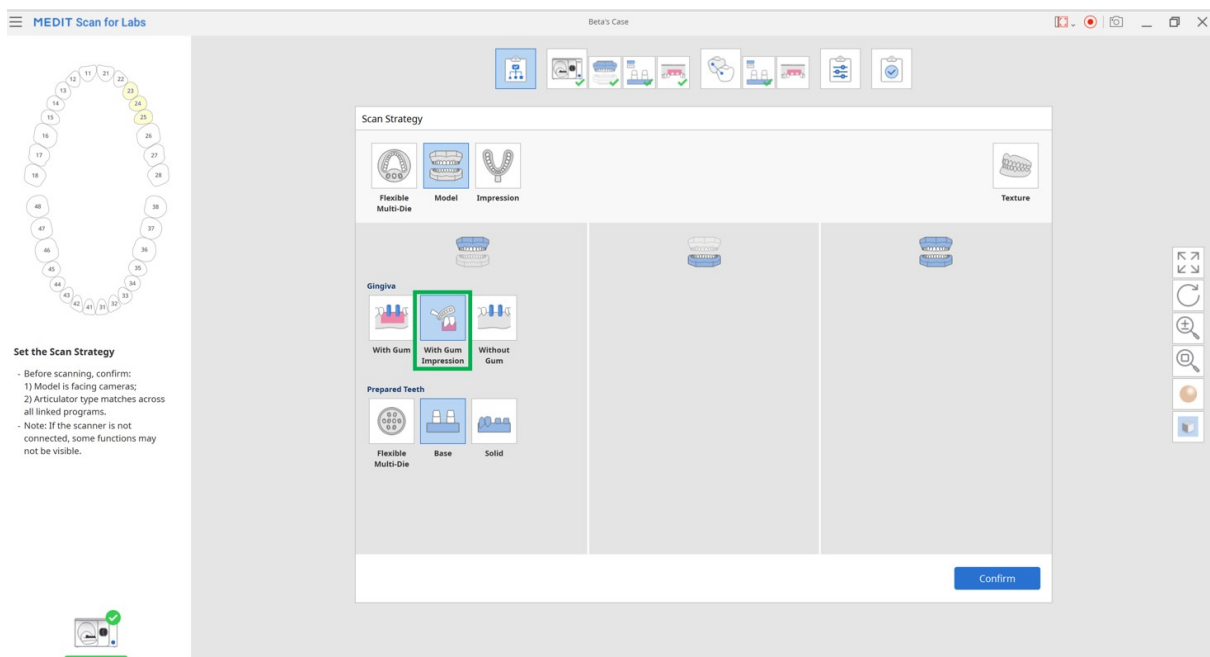 MEDIT Scan for Labs
Beta's Case
11 21
12 22
13 23
14 24
15 25
16 26
17 27
18 28
48 38
47 37
46 36
45 35
44 34
43 33
42 41 31 32
Set the Scan Strategy
- Before scanning, confirm:
1) Model is facing cameras;
2) Articulator type matches across
all linked programs.
- Note: If the scanner is not
connected, some functions may
not be visible.
Scan Strategy
Flexible
Multi-Die
Model
Impression
Texture
Gingiva
With Gum
With Gum
Impression
Without
Gum
Prepared Teeth
Flexible
Multi-Die
Base
Solid
Confirm